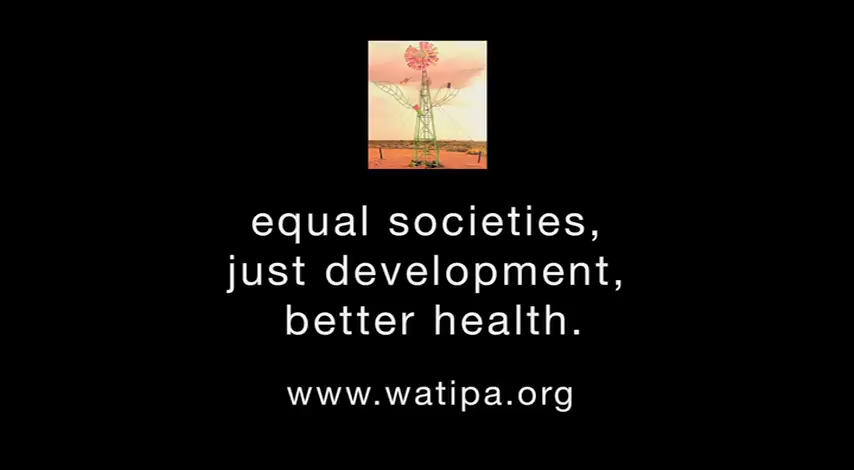 equal societies,
just development,
better health.
www.watipa.org